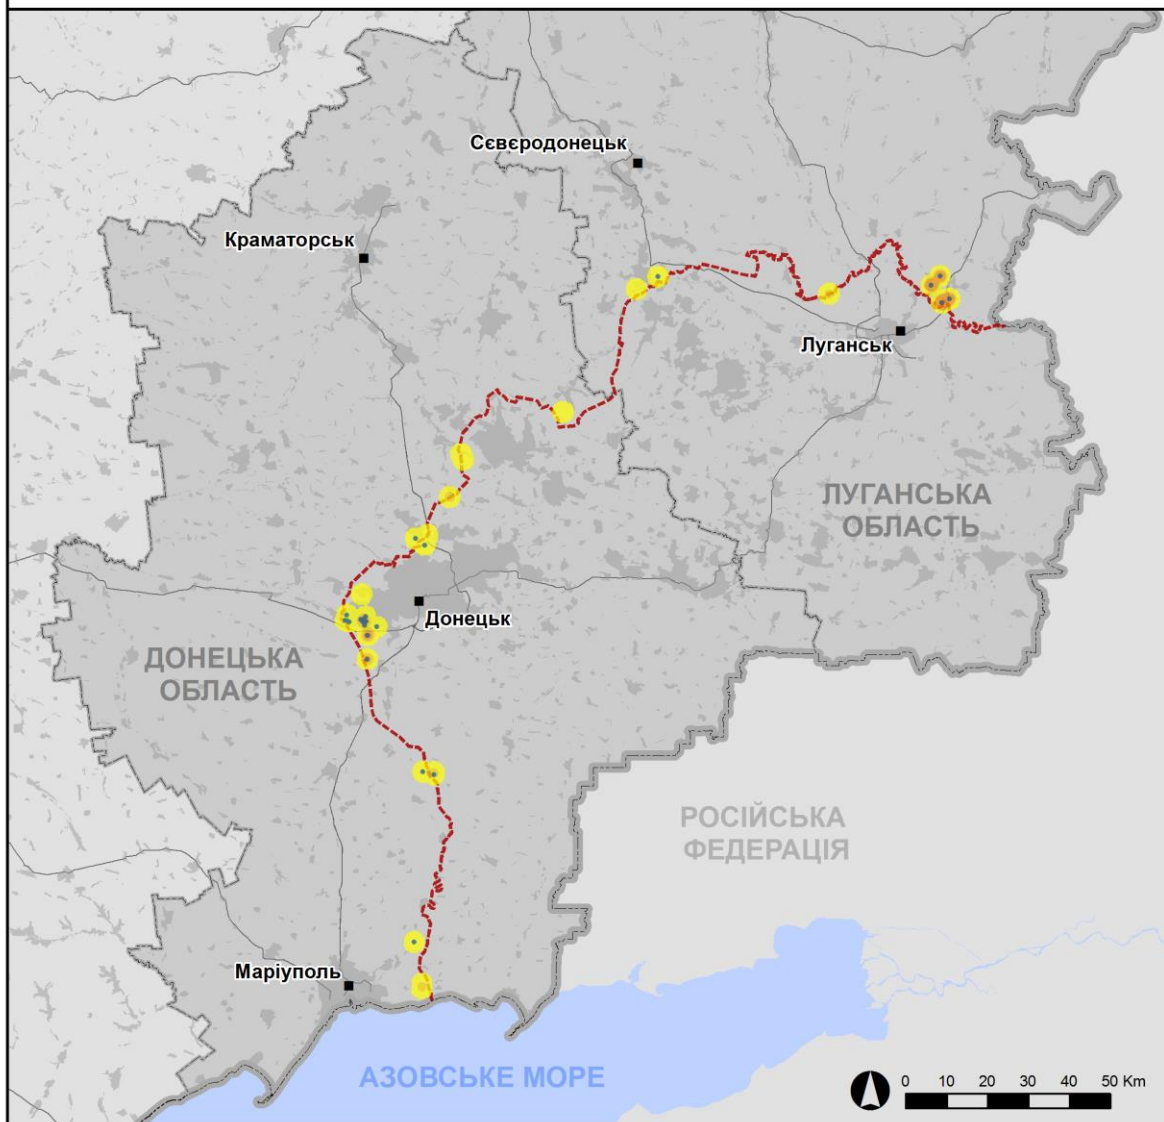 Сєвєродонецьк
Краматорськ
Луганськ
ЛУГАНСЬКА
ОБЛАСТЬ
Донецьк
ДОНЕЦЬКА
ОБЛАСТЬ
РОСІЙСЬКА
ФЕДЕРАЦІЯ
Маріуполь
АЗОВСЬКЕ МОРЕ
0 10 20 30 40 50 Km